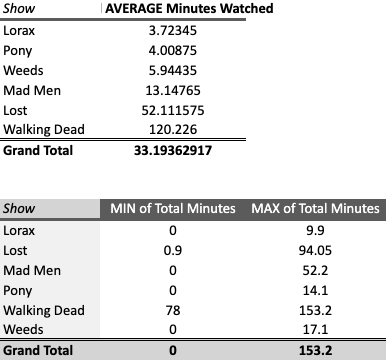 Show AVERAGE Minutes Watched
Lorax 3.72345
Pony 4.00875
Weeds 5.94435
Mad Men 13.14765
Lost 52.111575
Walking Dead 120.226
Grand Total 33.19362917
Show MIN of Total Minutes MAX of Total Minutes
Lorax 0 9.9
Lost 0.9 94.05
Mad Men 0 52.2
Pony 0 14.1
Walking Dead 78 153.2
Weeds 0 17.1
Grand Total 0 153.2